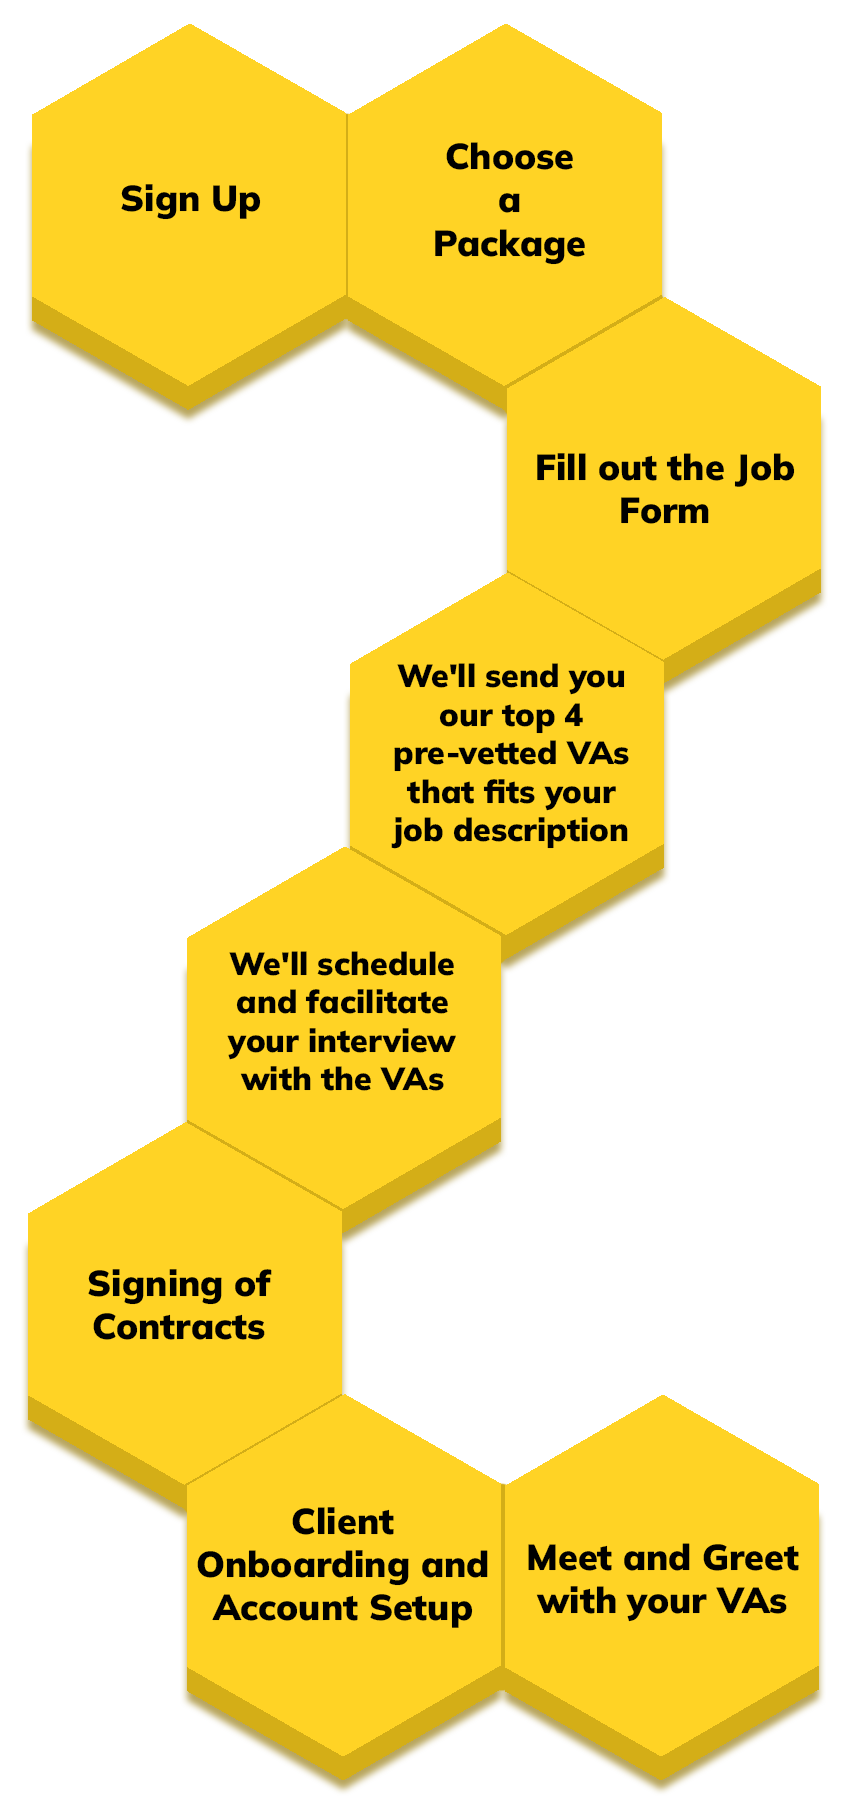 Sign Up
Choose
a
Package
Fill out the Job
Form
We'll send you
our top 4
pre-vetted VAs
that fits your
job description
We'll schedule
and facilitate
your interview
with the VAs
Signing of
Contracts
Client
Onboarding and
Account Setup
Meet and Greet
with your VAs